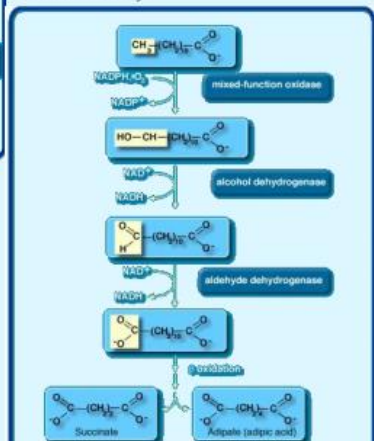 CH3-(CH2)10-C O O-
NADPH, O2
NADP+
mixed-function oxidase
HO-CH-(CH2)10-C O O-
NAD+
NADH
alcohol dehydrogenase
O C H (CH2)10-C O O-
NAD+
NADH
aldehyde dehydrogenase
O -O C (CH2)10-C O O-
β oxidation
O -O C-(CH2)2-C O O-
O -O C-(CH2)4-C O O-
Succinate
Adipate (adipic acid)